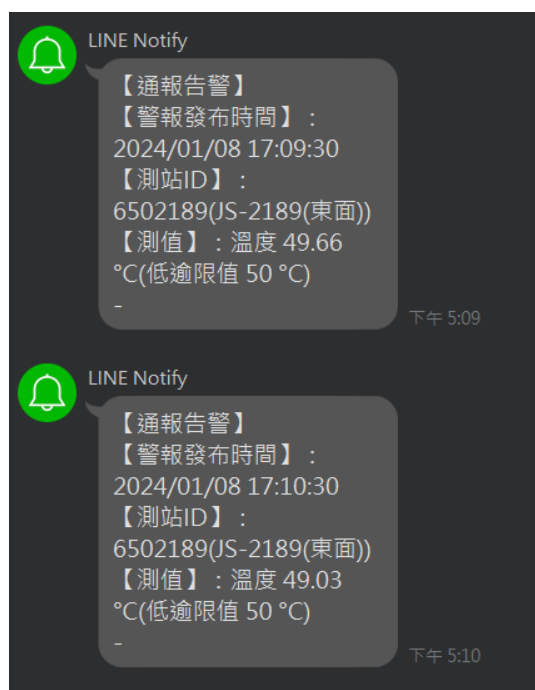 LINE Notify
【通報告警】
【警報發布時間】：
2024/01/08 17:09:30
【測站ID】：
6502189(JS-2189(東面))
【測值】：溫度 49.66
°C(低逾限值 50 °C)
-
下午 5:09
LINE Notify
【通報告警】
【警報發布時間】：
2024/01/08 17:10:30
【測站ID】：
6502189(JS-2189(東面))
【測值】：溫度 49.03
°C(低逾限值 50 °C)
-
下午 5:10